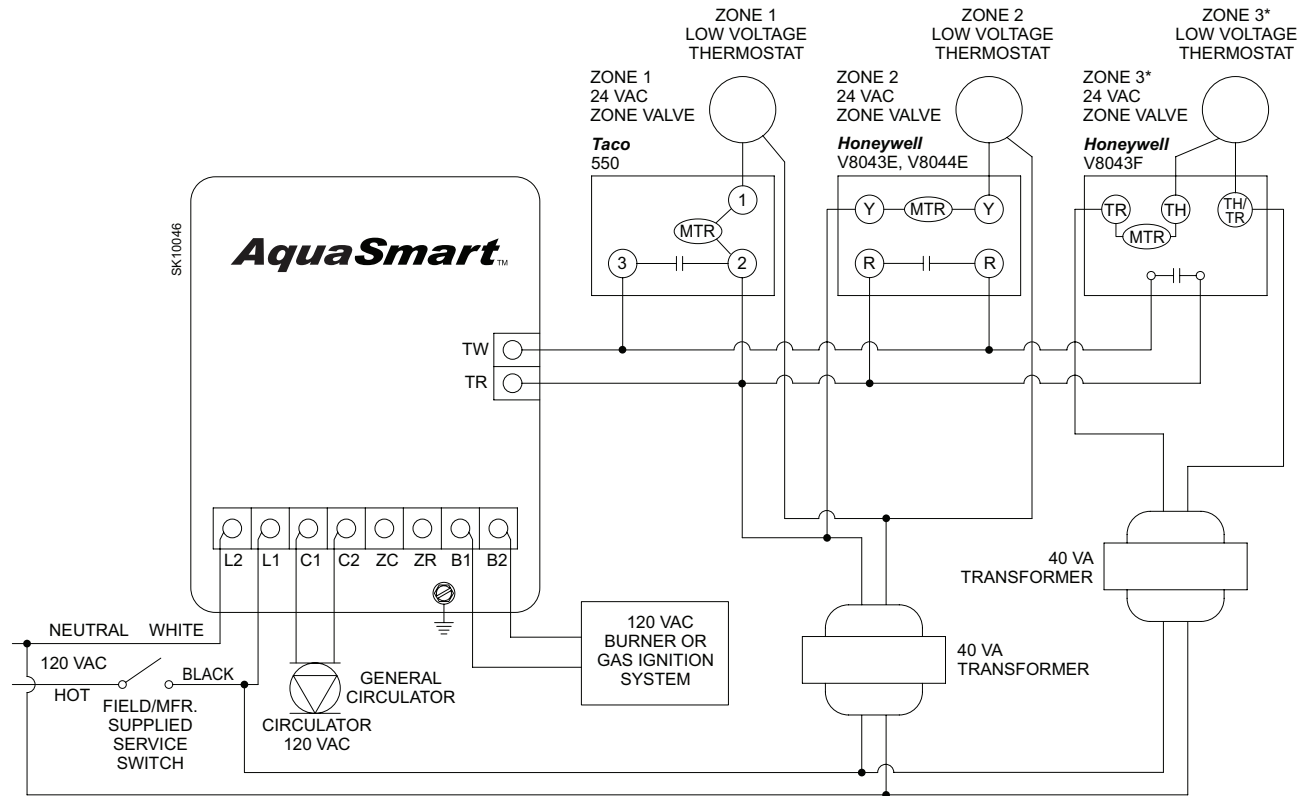 ZONE 1
LOW VOLTAGE
THERMOSTAT
ZONE 2
LOW VOLTAGE
THERMOSTAT
ZONE 3*
LOW VOLTAGE
THERMOSTAT
ZONE 1
24 VAC
ZONE VALVE
ZONE 2
24 VAC
ZONE VALVE
ZONE 3*
24 VAC
ZONE VALVE
Taco
550
Honeywell
V8043E, V8044E
Honeywell
V8043F
1
MTR
3
2
Y
MTR
Y
R
R
TR
TH
TH/
TR
MTR
SK10046
AquaSmart™
TW
TR
L2
L1
C1
C2
ZC
ZR
B1
B2
NEUTRAL WHITE
120 VAC
HOT
BLACK
FIELD/MFR.
SUPPLIED
SERVICE
SWITCH
GENERAL
CIRCULATOR
CIRCULATOR
120 VAC
120 VAC
BURNER OR
GAS IGNITION
SYSTEM
40 VA
TRANSFORMER
40 VA
TRANSFORMER